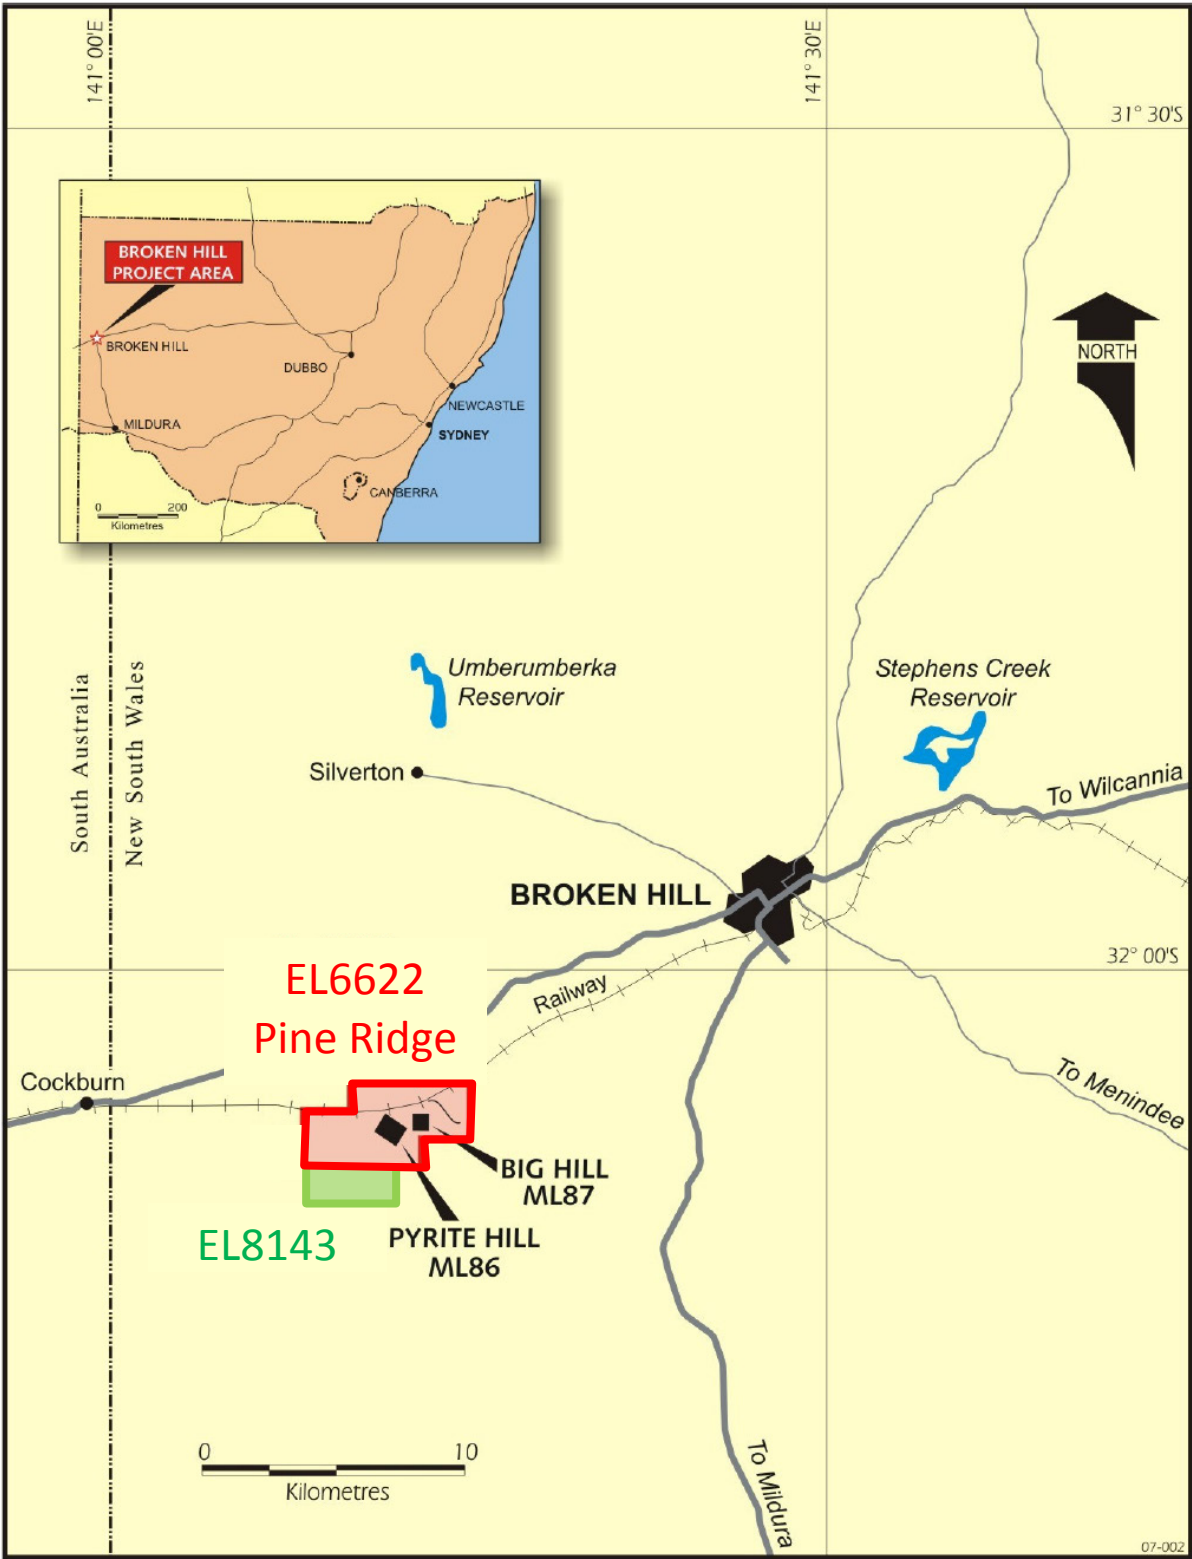 141° 00'E
141° 30'E
31° 30'S
BROKEN HILL
PROJECT AREA
BROKEN HILL
DUBBO
NEWCASTLE
MILDURA
SYDNEY
CANBERRA
0 200
Kilometres
NORTH
South Australia
New South Wales
Umberumberka
Reservoir
Stephens Creek
Reservoir
Silverton
To Wilcannia
BROKEN HILL
32° 00'S
EL6622
Pine Ridge
Railway
Cockburn
To Menindee
BIG HILL
ML87
EL8143
PYRITE HILL
ML86
0 10
Kilometres
To Mildura
07-002